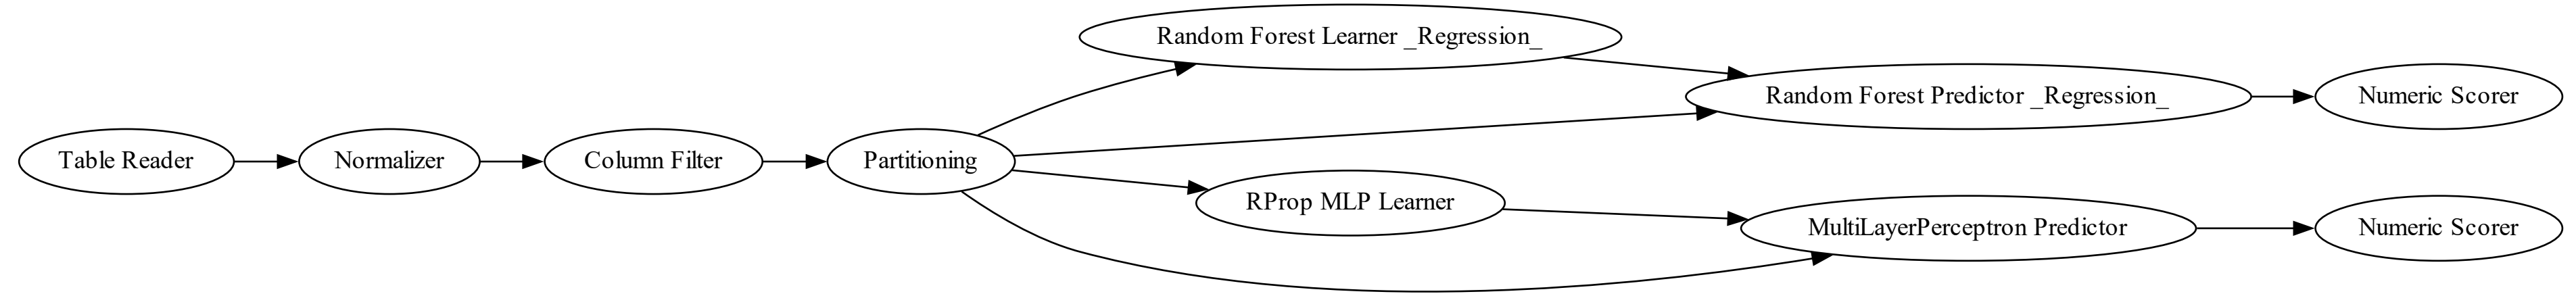 Table Reader
Normalizer
Column Filter
Partitioning
Random Forest Learner _Regression_
Random Forest Predictor _Regression_
Numeric Scorer
RProp MLP Learner
MultiLayerPerceptron Predictor
Numeric Scorer